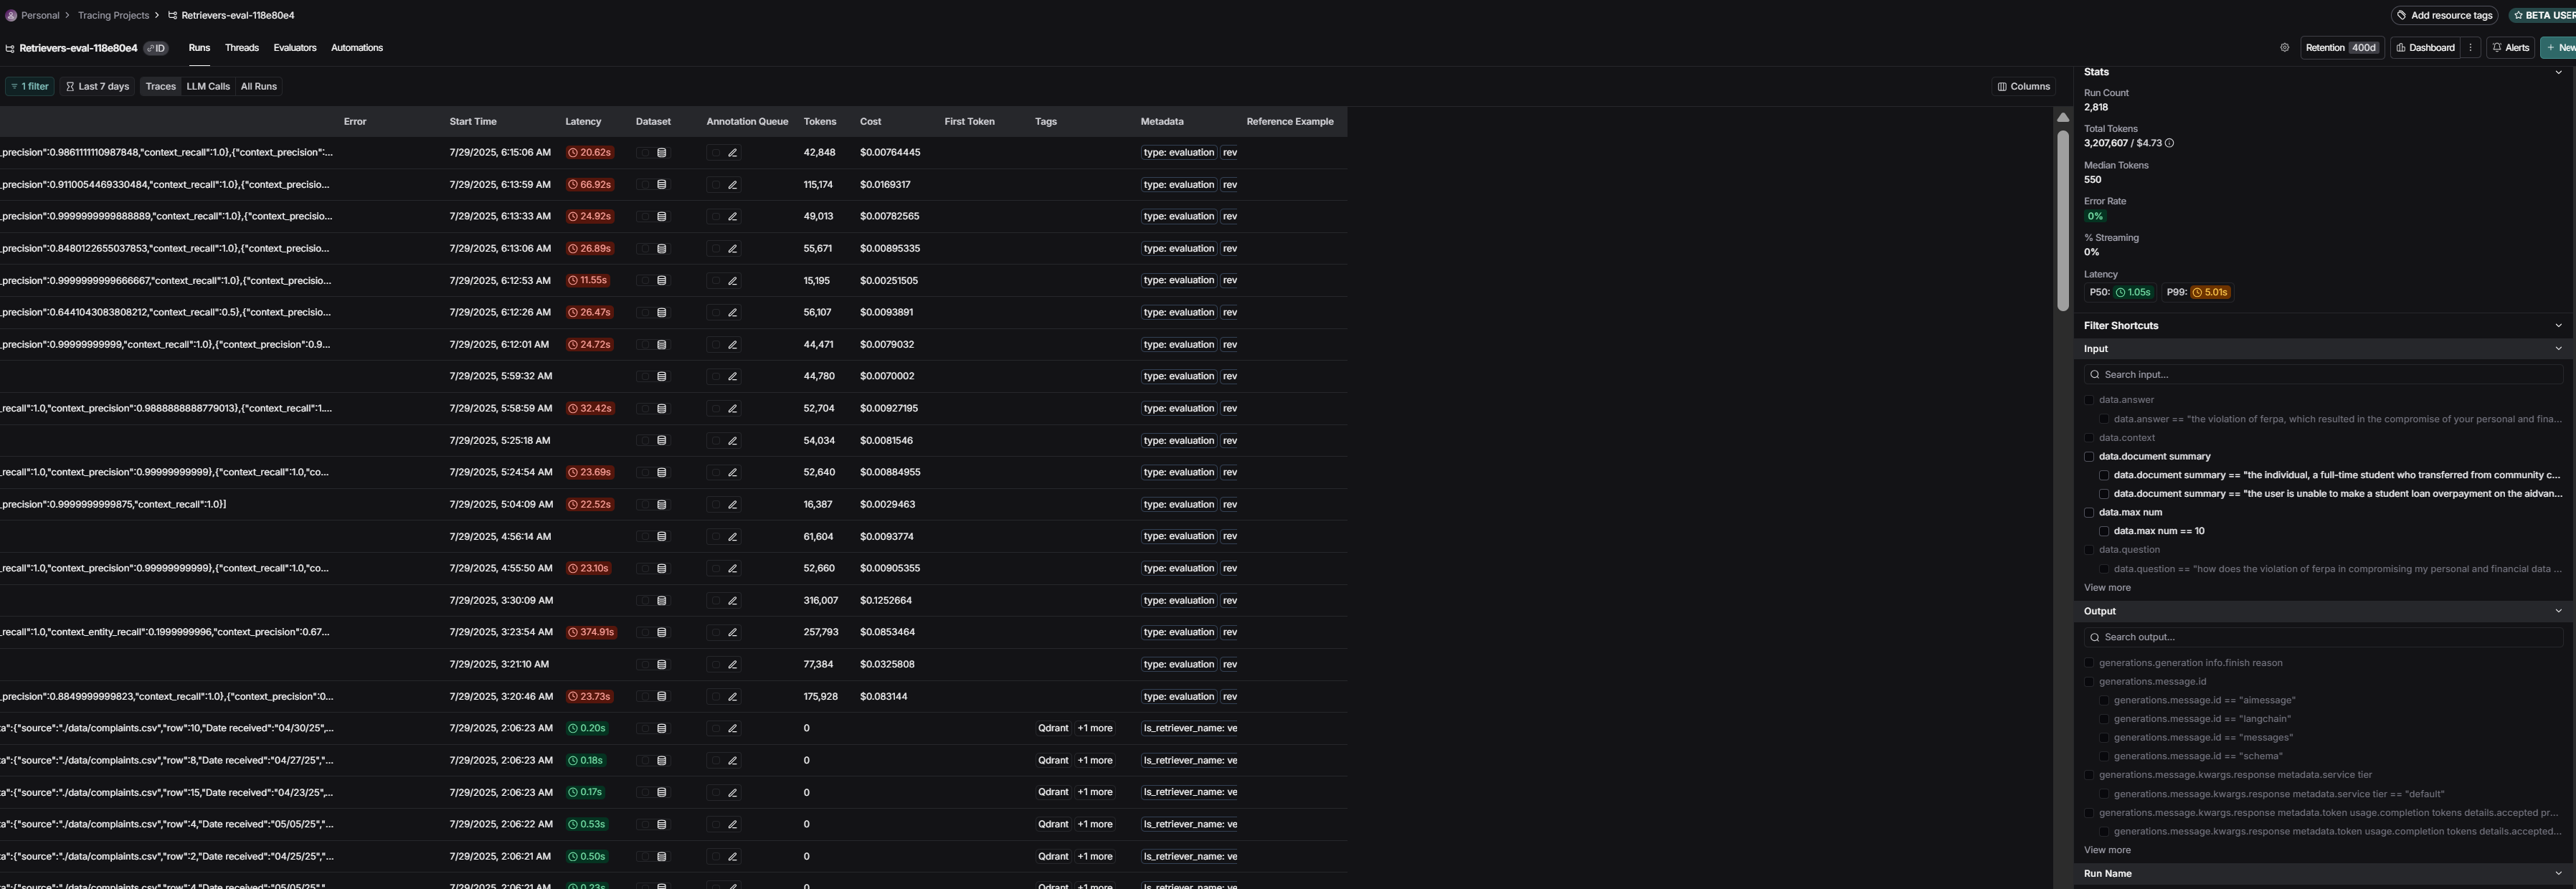 Personal > Tracing Projects > Retrievers-eval-118e80e4
Add resource tags
BETA USER
Retrievers-eval-118e80e4 ID Runs Threads Evaluators Automations
Retention 400d Dashboard Alerts + New
1 filter Last 7 days Traces LLM Calls All Runs Columns
Error Start Time Latency Dataset Annotation Queue Tokens Cost First Token Tags Metadata Reference Example
_precision":0.9861111110987848,"context_recall":1.0},{"context_precision":... 7/29/2025, 6:15:06 AM 20.62s 42,848 $0.00764445 type: evaluation rev
_precision":0.9110054469330484,"context_recall":1.0},{"context_precisio... 7/29/2025, 6:13:59 AM 66.92s 115,174 $0.0169317 type: evaluation rev
_precision":0.9999999999888889,"context_recall":1.0},{"context_precisio... 7/29/2025, 6:13:33 AM 24.92s 49,013 $0.00782565 type: evaluation rev
_precision":0.8480122655037853,"context_recall":1.0},{"context_precisio... 7/29/2025, 6:13:06 AM 26.89s 55,671 $0.00895335 type: evaluation rev
_precision":0.9999999999666667,"context_recall":1.0},{"context_precisio... 7/29/2025, 6:12:53 AM 11.55s 15,195 $0.00251505 type: evaluation rev
_precision":0.6441043083808212,"context_recall":0.5},{"context_precisio... 7/29/2025, 6:12:26 AM 26.47s 56,107 $0.0093891 type: evaluation rev
_precision":0.99999999999,"context_recall":1.0},{"context_precision":0.9... 7/29/2025, 6:12:01 AM 24.72s 44,471 $0.0079032 type: evaluation rev
7/29/2025, 5:59:32 AM 44,780 $0.0070002 type: evaluation rev
_recall":1.0,"context_precision":0.9888888888779013},{"context_recall":1.... 7/29/2025, 5:58:59 AM 32.42s 52,704 $0.00927195 type: evaluation rev
7/29/2025, 5:25:18 AM 54,034 $0.0081546 type: evaluation rev
_recall":1.0,"context_precision":0.99999999999},{"context_recall":1.0,"co... 7/29/2025, 5:24:54 AM 23.69s 52,640 $0.00884955 type: evaluation rev
_precision":0.9999999999875,"context_recall":1.0}] 7/29/2025, 5:04:09 AM 22.52s 16,387 $0.0029463 type: evaluation rev
7/29/2025, 4:56:14 AM 61,604 $0.0093774 type: evaluation rev
_recall":1.0,"context_precision":0.99999999999},{"context_recall":1.0,"co... 7/29/2025, 4:55:50 AM 23.10s 52,660 $0.00905355 type: evaluation rev
7/29/2025, 3:30:09 AM 316,007 $0.1252664 type: evaluation rev
_recall":1.0,"context_entity_recall":0.1999999996,"context_precision":0.67... 7/29/2025, 3:23:54 AM 374.91s 257,793 $0.0853464 type: evaluation rev
7/29/2025, 3:21:10 AM 77,384 $0.0325808 type: evaluation rev
_precision":0.8849999999823,"context_recall":1.0},{"context_precision":0... 7/29/2025, 3:20:46 AM 23.73s 175,928 $0.083144 type: evaluation rev
ta":{"source":"./data/complaints.csv","row":10,"Date received":"04/30/25",... 7/29/2025, 2:06:23 AM 0.20s 0 Qdrant +1 more ls_retriever_name: ve
ta":{"source":"./data/complaints.csv","row":8,"Date received":"04/27/25","... 7/29/2025, 2:06:23 AM 0.18s 0 Qdrant +1 more ls_retriever_name: ve
ta":{"source":"./data/complaints.csv","row":15,"Date received":"04/23/25",... 7/29/2025, 2:06:23 AM 0.17s 0 Qdrant +1 more ls_retriever_name: ve
ta":{"source":"./data/complaints.csv","row":4,"Date received":"05/05/25","... 7/29/2025, 2:06:22 AM 0.53s 0 Qdrant +1 more ls_retriever_name: ve
ta":{"source":"./data/complaints.csv","row":2,"Date received":"04/25/25","... 7/29/2025, 2:06:21 AM 0.50s 0 Qdrant +1 more ls_retriever_name: ve
ta":{"source":"./data/complaints.csv","row":4,"Date received":"05/05/25","... 7/29/2025, 2:06:21 AM 0.23s 0 Qdrant +1 more ls_retriever_name: ve
Stats
Run Count
2,818
Total Tokens
3,207,607 / $4.73
Median Tokens
550
Error Rate
0%
% Streaming
0%
Latency
P50: 1.05s P99: 5.01s
Filter Shortcuts
Input
Search input...
data.answer
data.answer == "the violation of ferpa, which resulted in the compromise of your personal and fina...
data.context
data.document summary
data.document summary == "the individual, a full-time student who transferred from community c...
data.document summary == "the user is unable to make a student loan overpayment on the aidvan...
data.max num
data.max num == 10
data.question
data.question == "how does the violation of ferpa in compromising my personal and financial data ...
View more
Output
Search output...
generations.generation info.finish reason
generations.message.id
generations.message.id == "aimessage"
generations.message.id == "langchain"
generations.message.id == "messages"
generations.message.id == "schema"
generations.message.kwargs.response metadata.service tier
generations.message.kwargs.response metadata.service tier == "default"
generations.message.kwargs.response metadata.token usage.completion tokens details.accepted pr...
generations.message.kwargs.response metadata.token usage.completion tokens details.accepted...
View more
Run Name